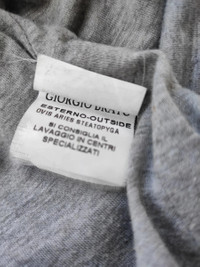 GIORGIO BRATO
ESTERNO-OUTSIDE
OVIS ARIES STEATOPYGA
SI CONSIGLIA IL
LAVAGGIO IN CENTRI
SPECIALIZZATI